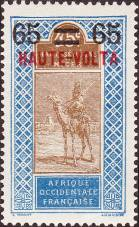 65 — 65
HAUTE-VOLTA
AFRIQUE
OCCIDENTALE
FRANÇAISE